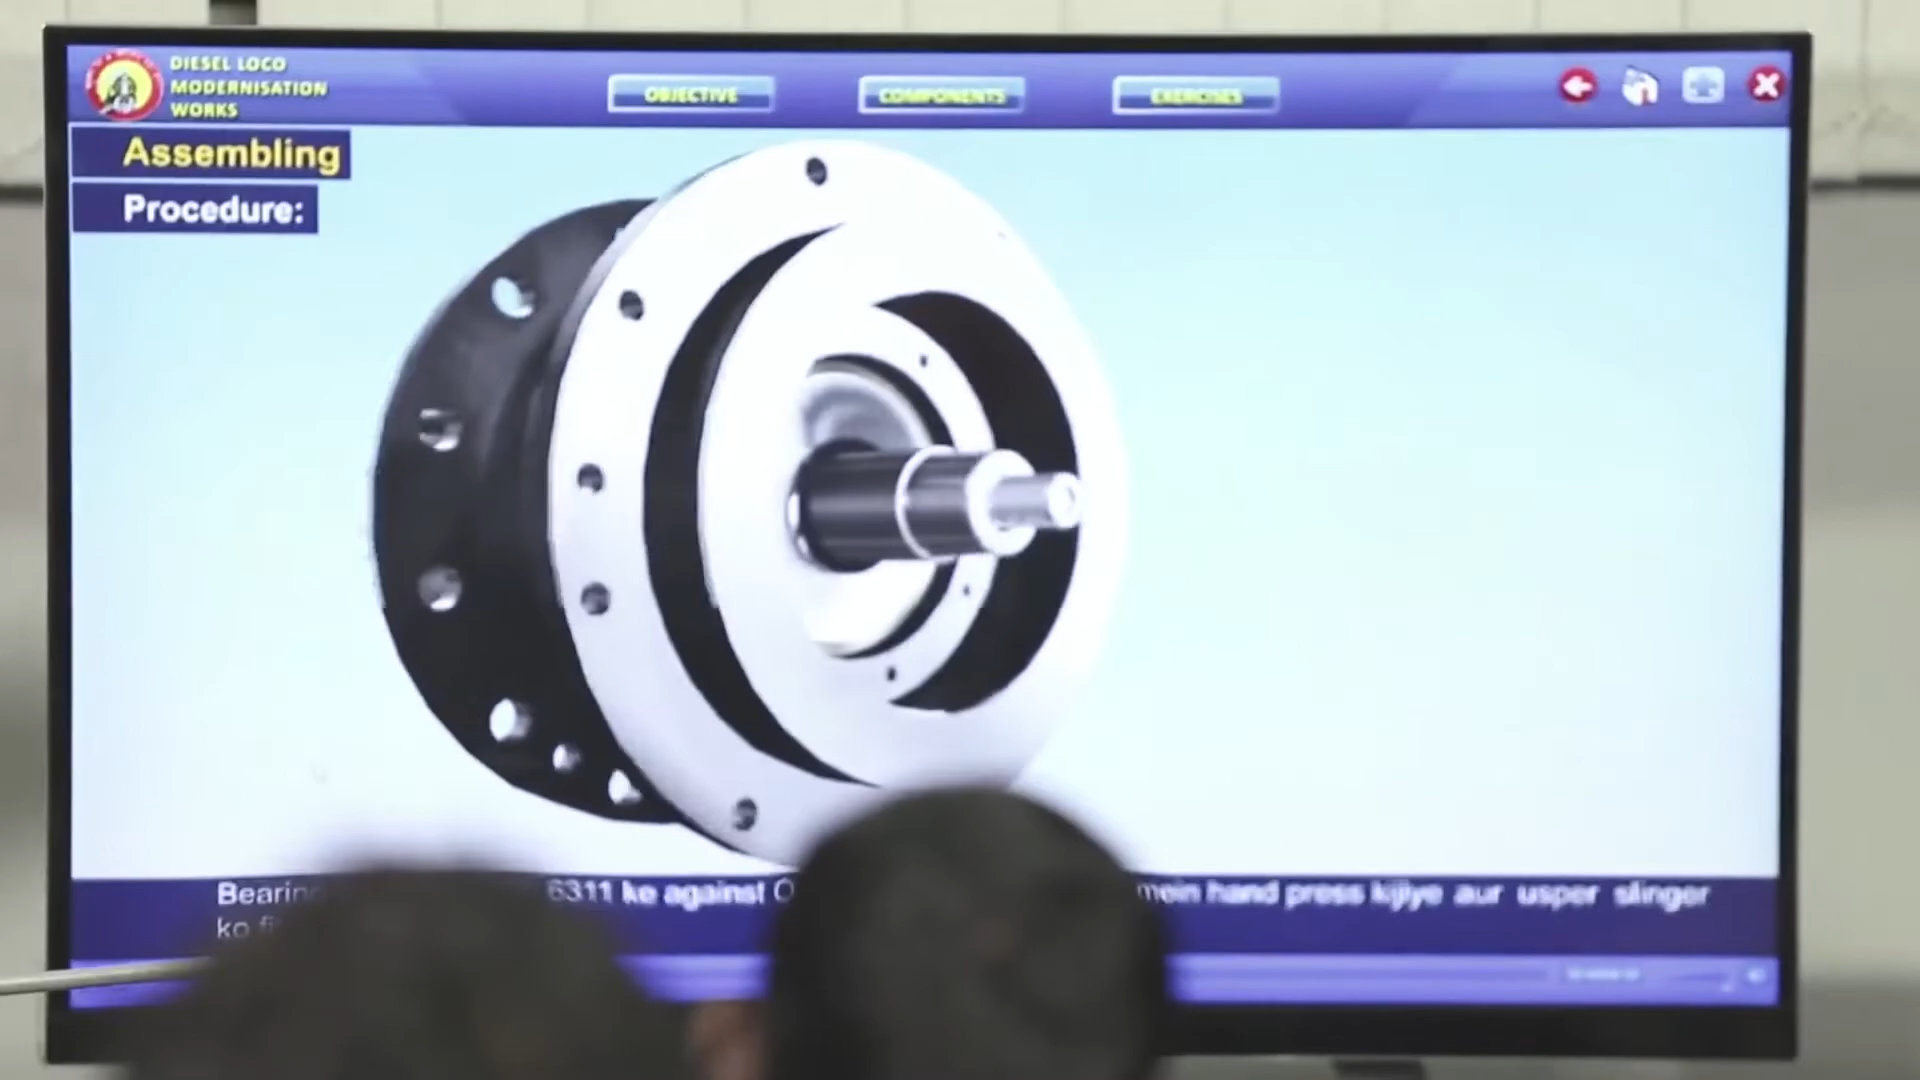 DIESEL LOCO
MODERNISATION
WORKS
OBJECTIVE
COMPONENTS
EXERCISES
Assembling
Procedure:
6311 ke against
mein hand press kijiye aur usper slinger
ko